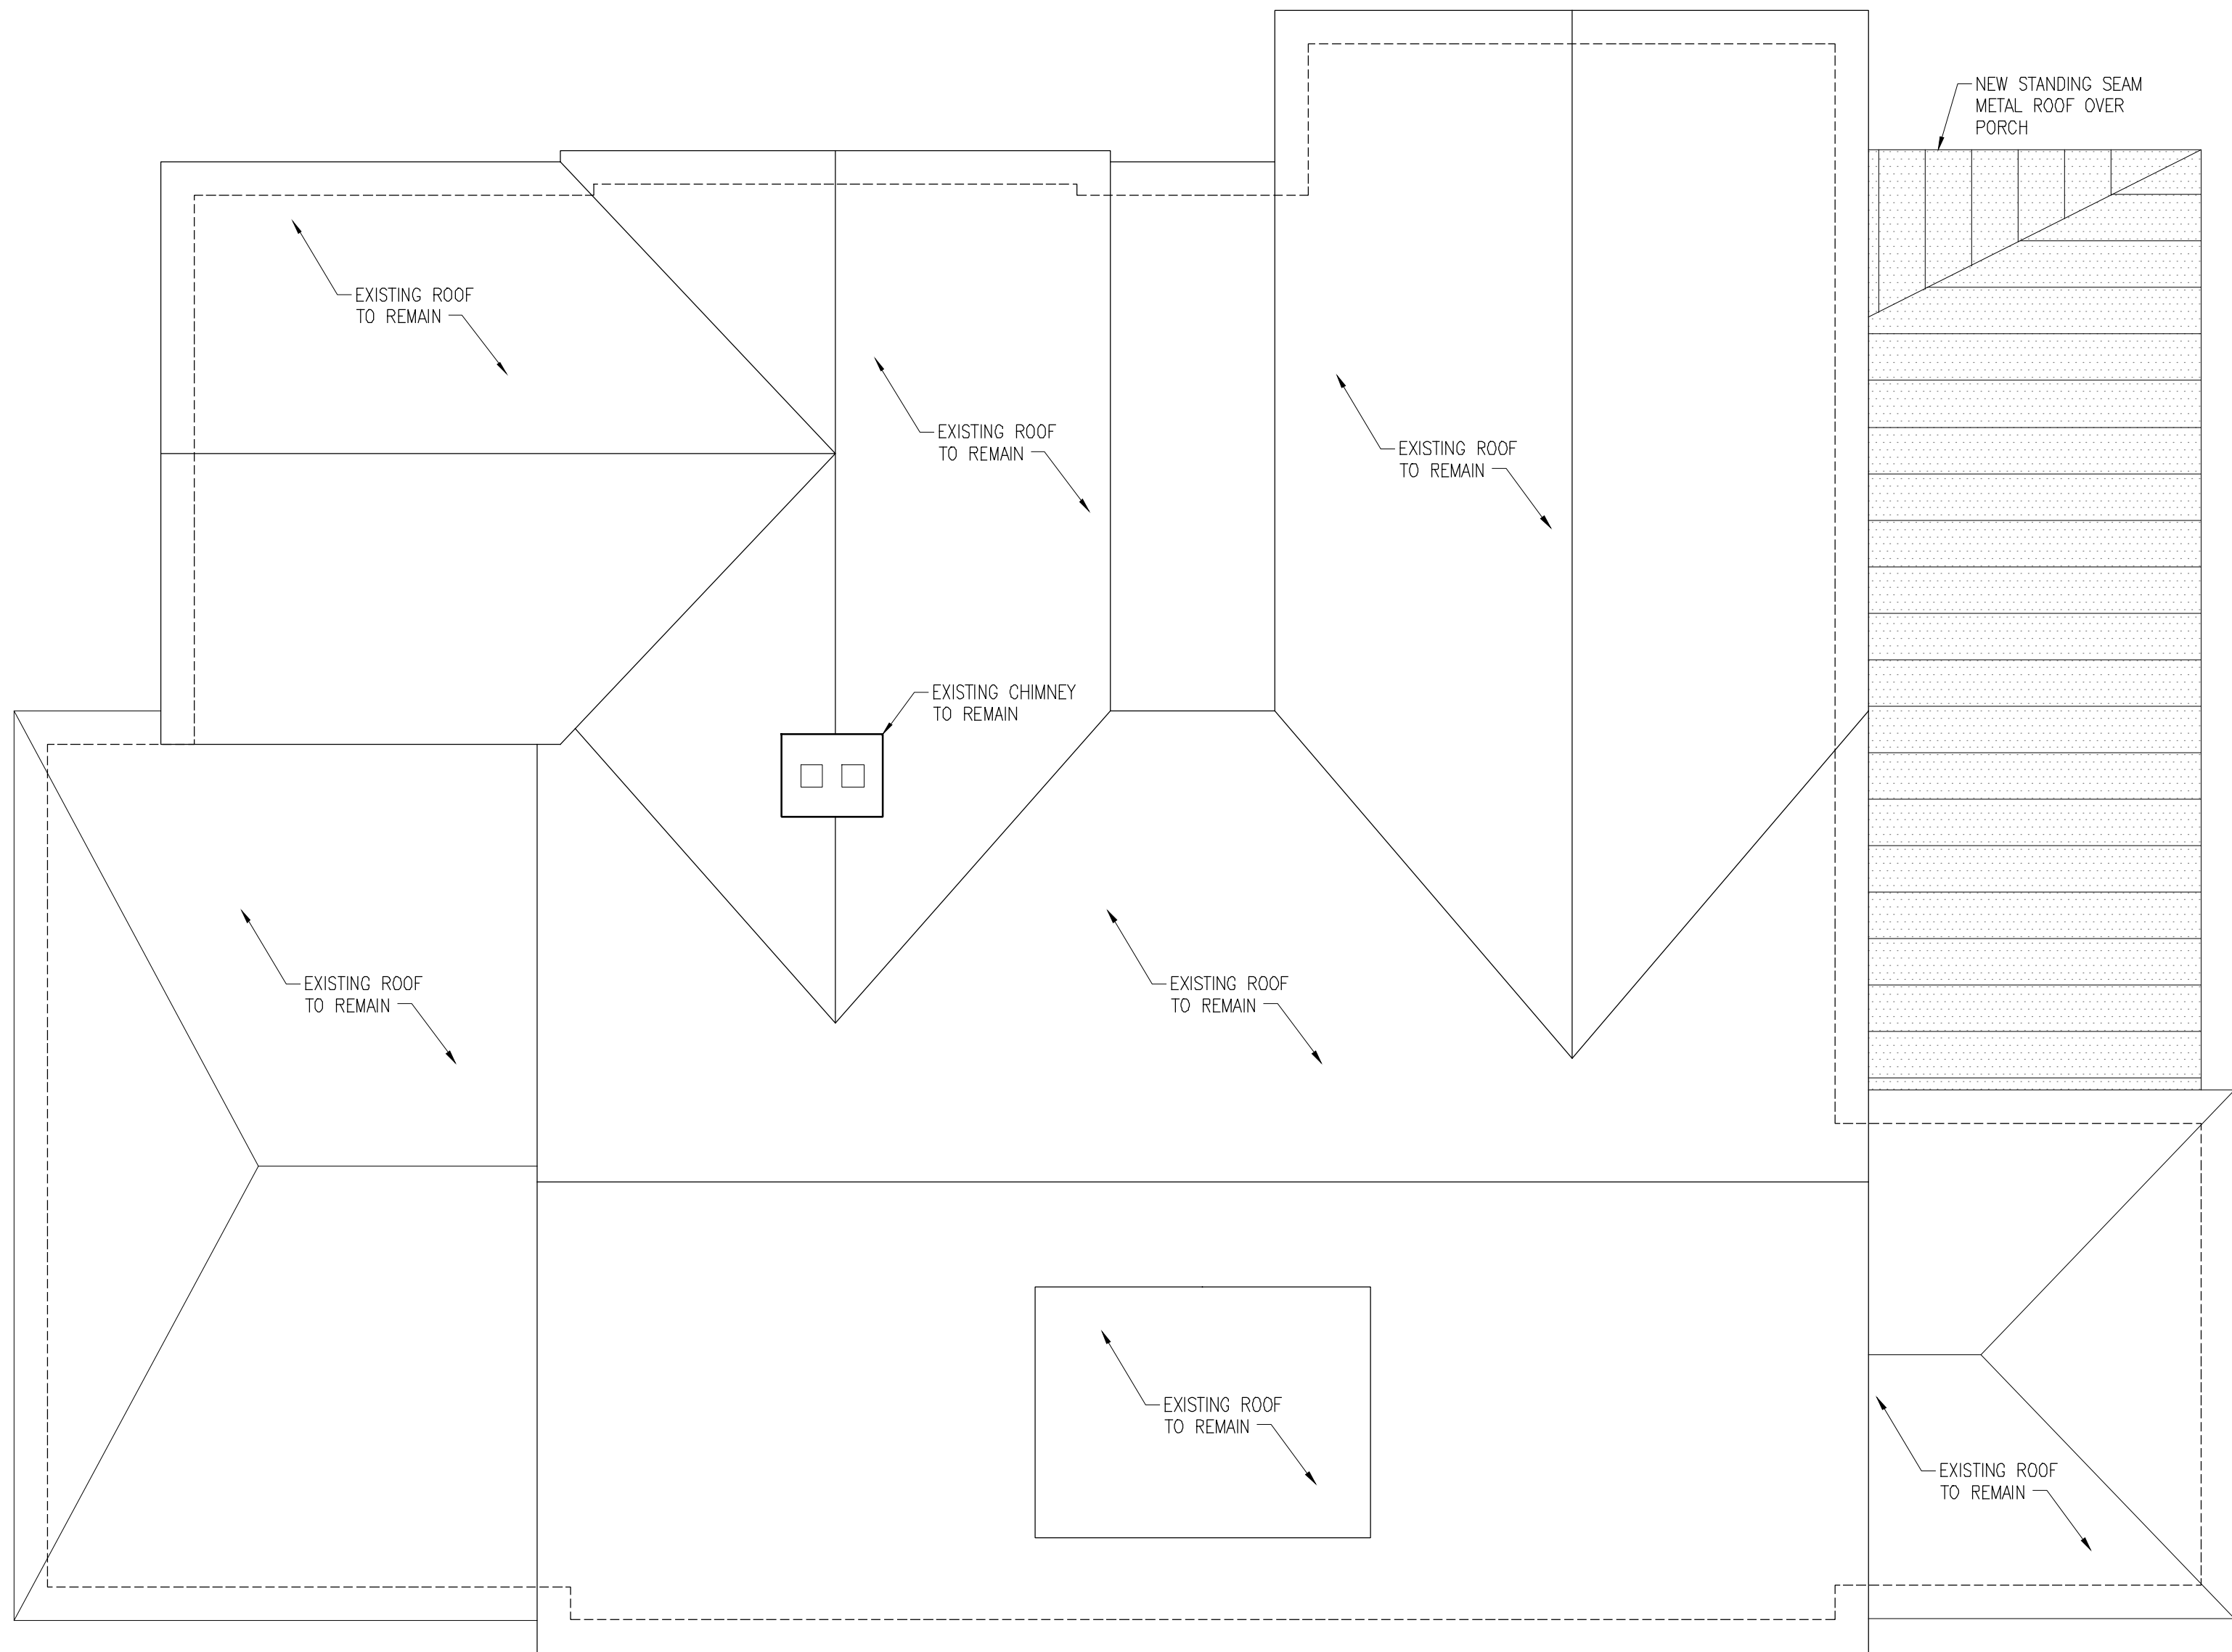 NEW STANDING SEAM
METAL ROOF OVER
PORCH
EXISTING ROOF
TO REMAIN
EXISTING ROOF
TO REMAIN
EXISTING ROOF
TO REMAIN
EXISTING CHIMNEY
TO REMAIN
EXISTING ROOF
TO REMAIN
EXISTING ROOF
TO REMAIN
EXISTING ROOF
TO REMAIN
EXISTING ROOF
TO REMAIN